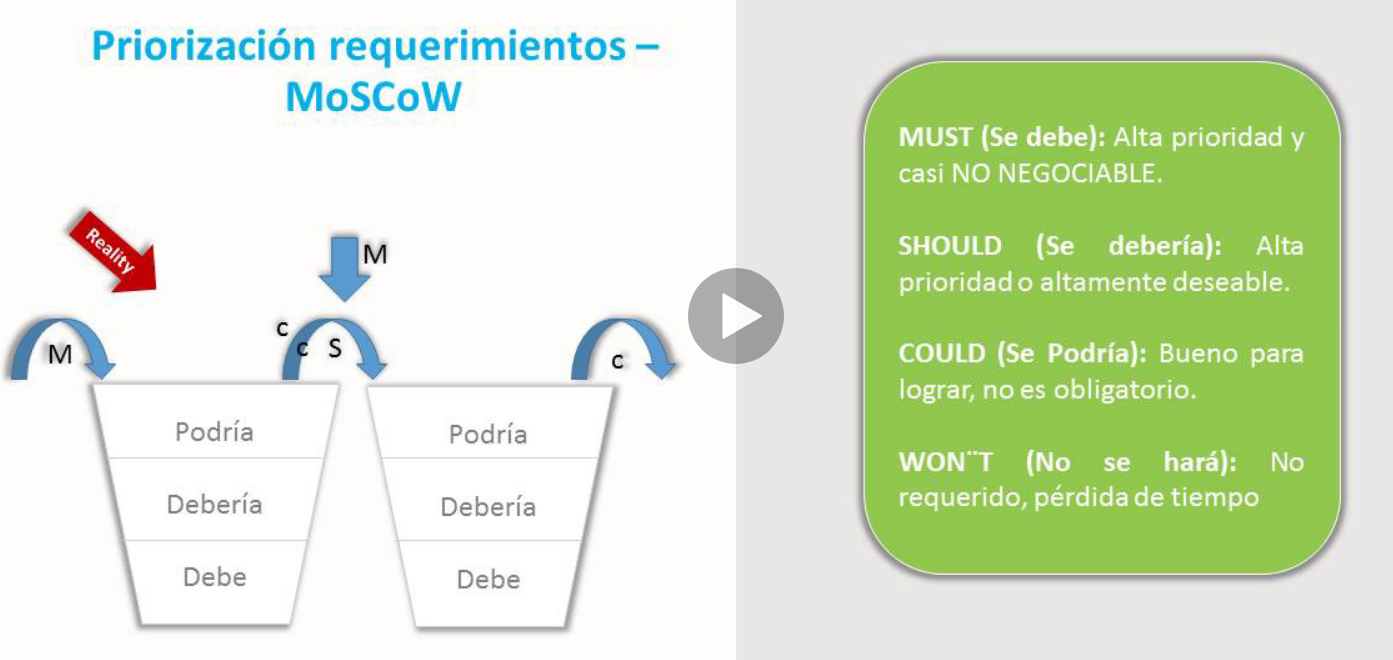 Priorización requerimientos –
MoSCoW
Reality
M
M
c
c
S
c
Podría
Debería
Debe
Podría
Debería
Debe
MUST (Se debe): Alta prioridad y
casi NO NEGOCIABLE.
SHOULD (Se debería): Alta
prioridad o altamente deseable.
COULD (Se Podría): Bueno para
lograr, no es obligatorio.
WON¨T (No se hará): No
requerido, pérdida de tiempo